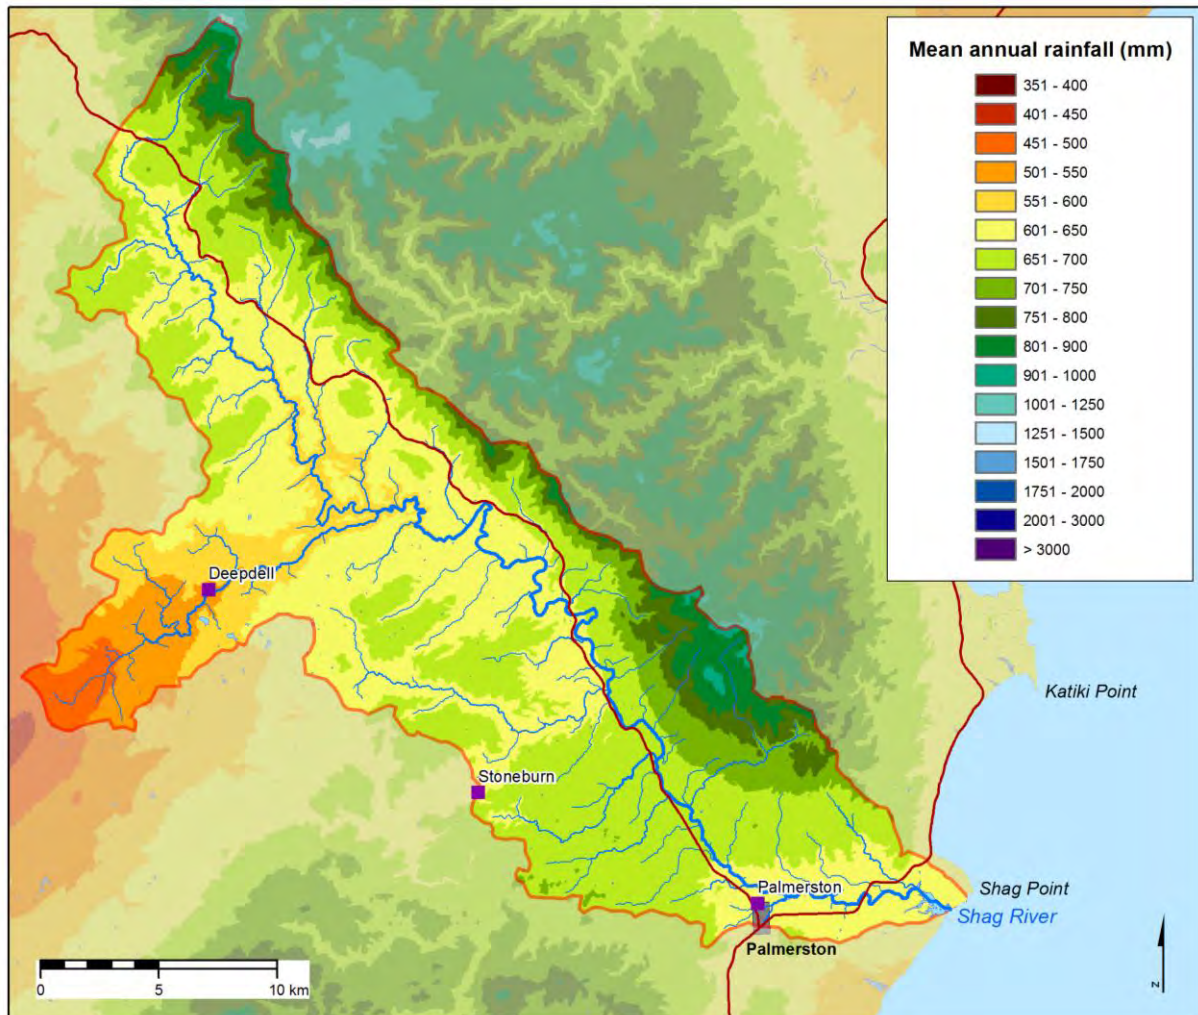 Mean annual rainfall (mm)
351 - 400
401 - 450
451 - 500
501 - 550
551 - 600
601 - 650
651 - 700
701 - 750
751 - 800
801 - 900
901 - 1000
1001 - 1250
1251 - 1500
1501 - 1750
1751 - 2000
2001 - 3000
> 3000
Deepdell
Katiki Point
Stoneburn
Palmerston
Shag Point
Shag River
Palmerston
0 5 10 km
N